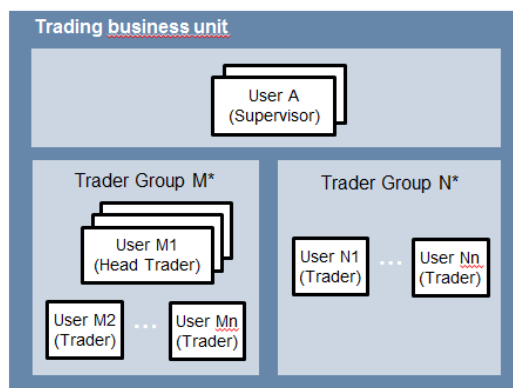 Trading business unit
User A
(Supervisor)
Trader Group M*
User M1
(Head Trader)
User M2
(Trader)
...
User Mn
(Trader)
Trader Group N*
User N1
(Trader)
...
User Nn
(Trader)